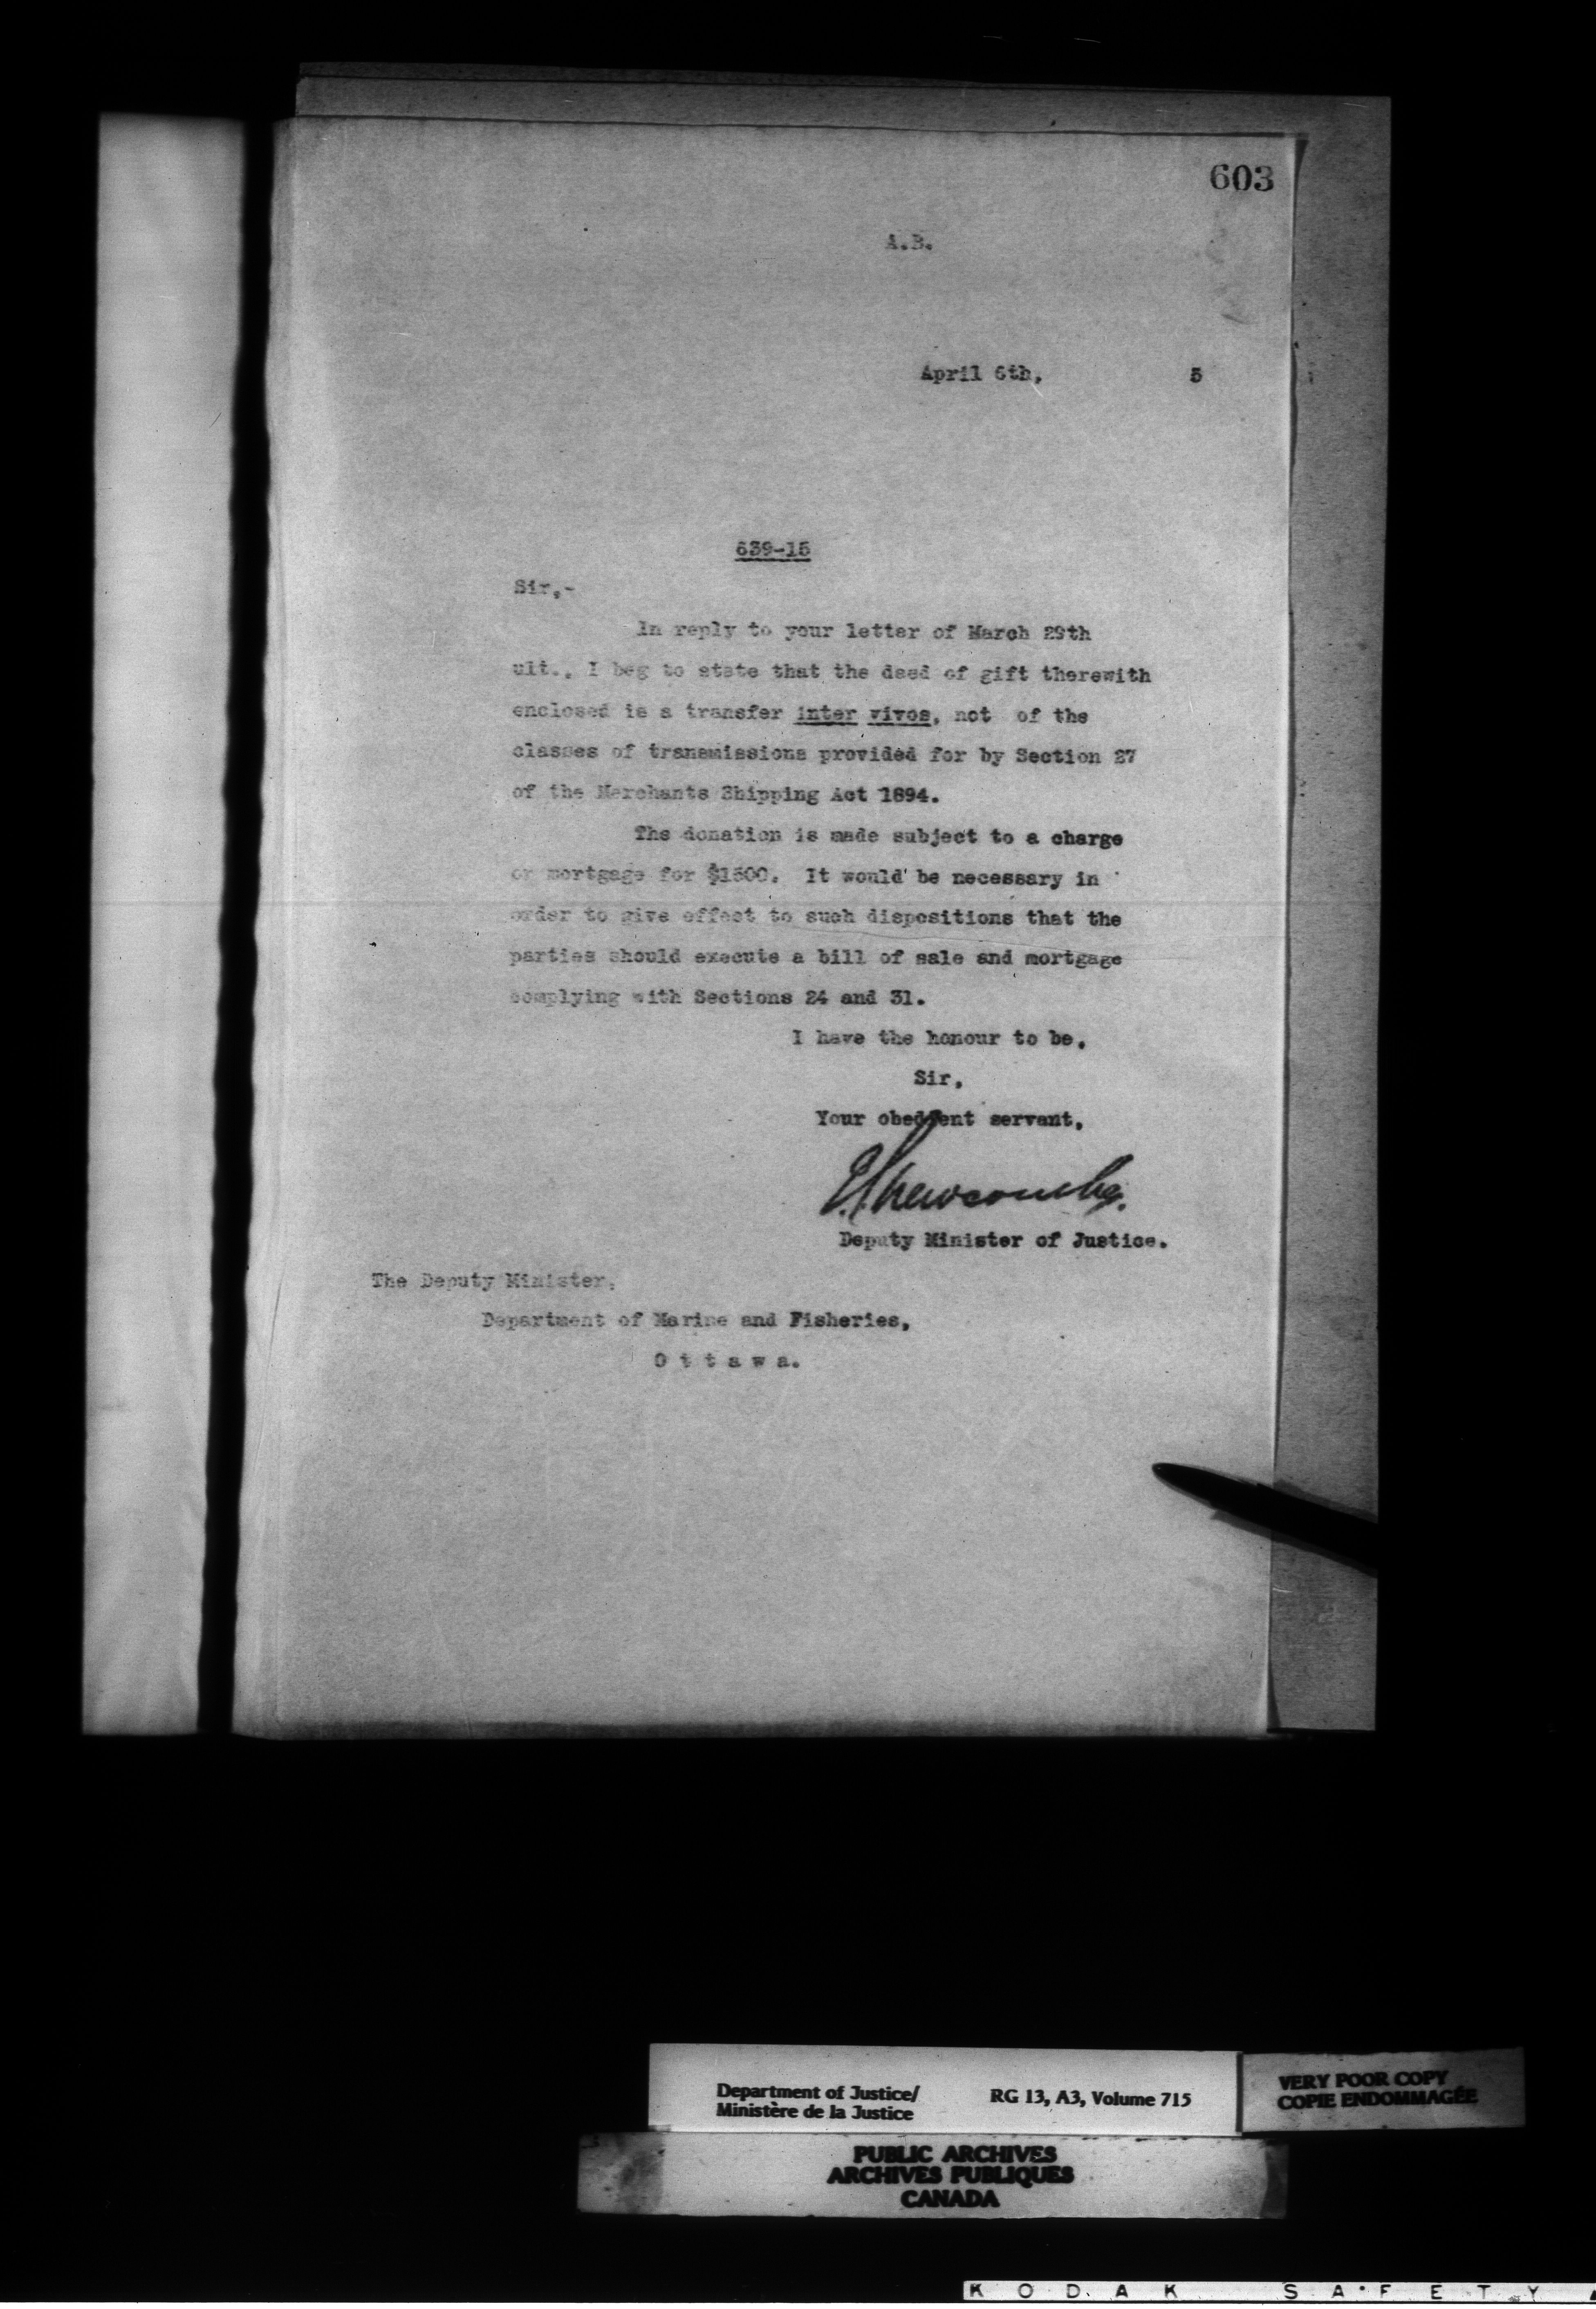 603
A.B.
April 6th, 5
639-15
Sir,-
In reply to your letter of March 29th
ult., I beg to state that the deed of gift therewith
enclosed is a transfer inter vivos, not of the
classes of transmissions provided for by Section 27
of the Merchants Shipping Act 1894.
The donation is made subject to a charge
or mortgage for $1500. It would be necessary in
order to give effect to such dispositions that the
parties should execute a bill of sale and mortgage
complying with Sections 24 and 31.
I have the honour to be,
Sir,
Your obedient servant,
E.L. Newcombe.
Deputy Minister of Justice.
The Deputy Minister,
Department of Marine and Fisheries,
O t t a w a.
Department of Justice/ RG 13, A3, Volume 715 VERY POOR COPY
Ministère de la Justice COPIE ENDOMMAGÉE
PUBLIC ARCHIVES
ARCHIVES PUBLIQUES
CANADA
K O D A K S A F E T Y